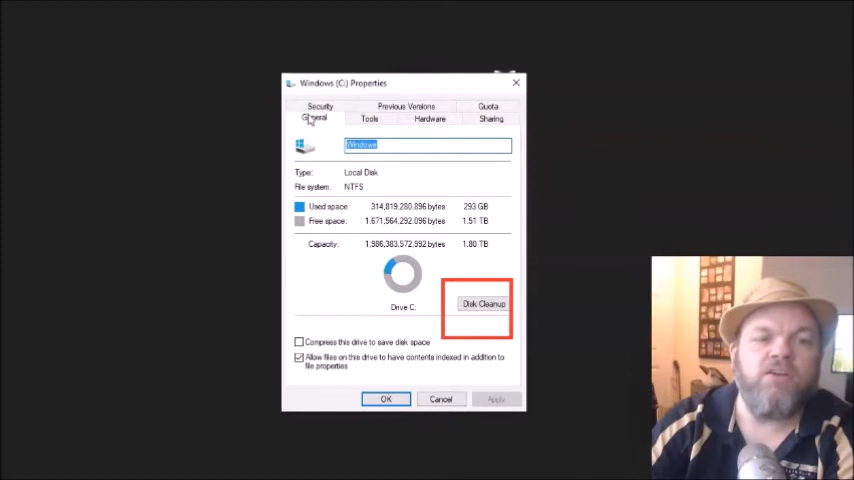 Windows (C:) Properties
Security Previous Versions Quota
General Tools Hardware Sharing
Windows
Type: Local Disk
File system: NTFS
Used space: 314,819,280,896 bytes 293 GB
Free space: 1,671,564,292,096 bytes 1.51 TB
Capacity: 1,986,383,572,992 bytes 1.80 TB
Drive C:
Disk Cleanup
Compress this drive to save disk space
Allow files on this drive to have contents indexed in addition to
file properties
OK Cancel Apply